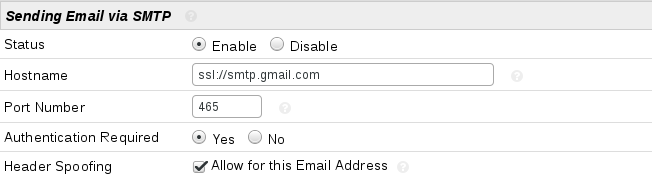 Sending Email via SMTP ?
Status Enable Disable
Hostname ssl://smtp.gmail.com ?
Port Number 465 ?
Authentication Required Yes No
Header Spoofing Allow for this Email Address ?